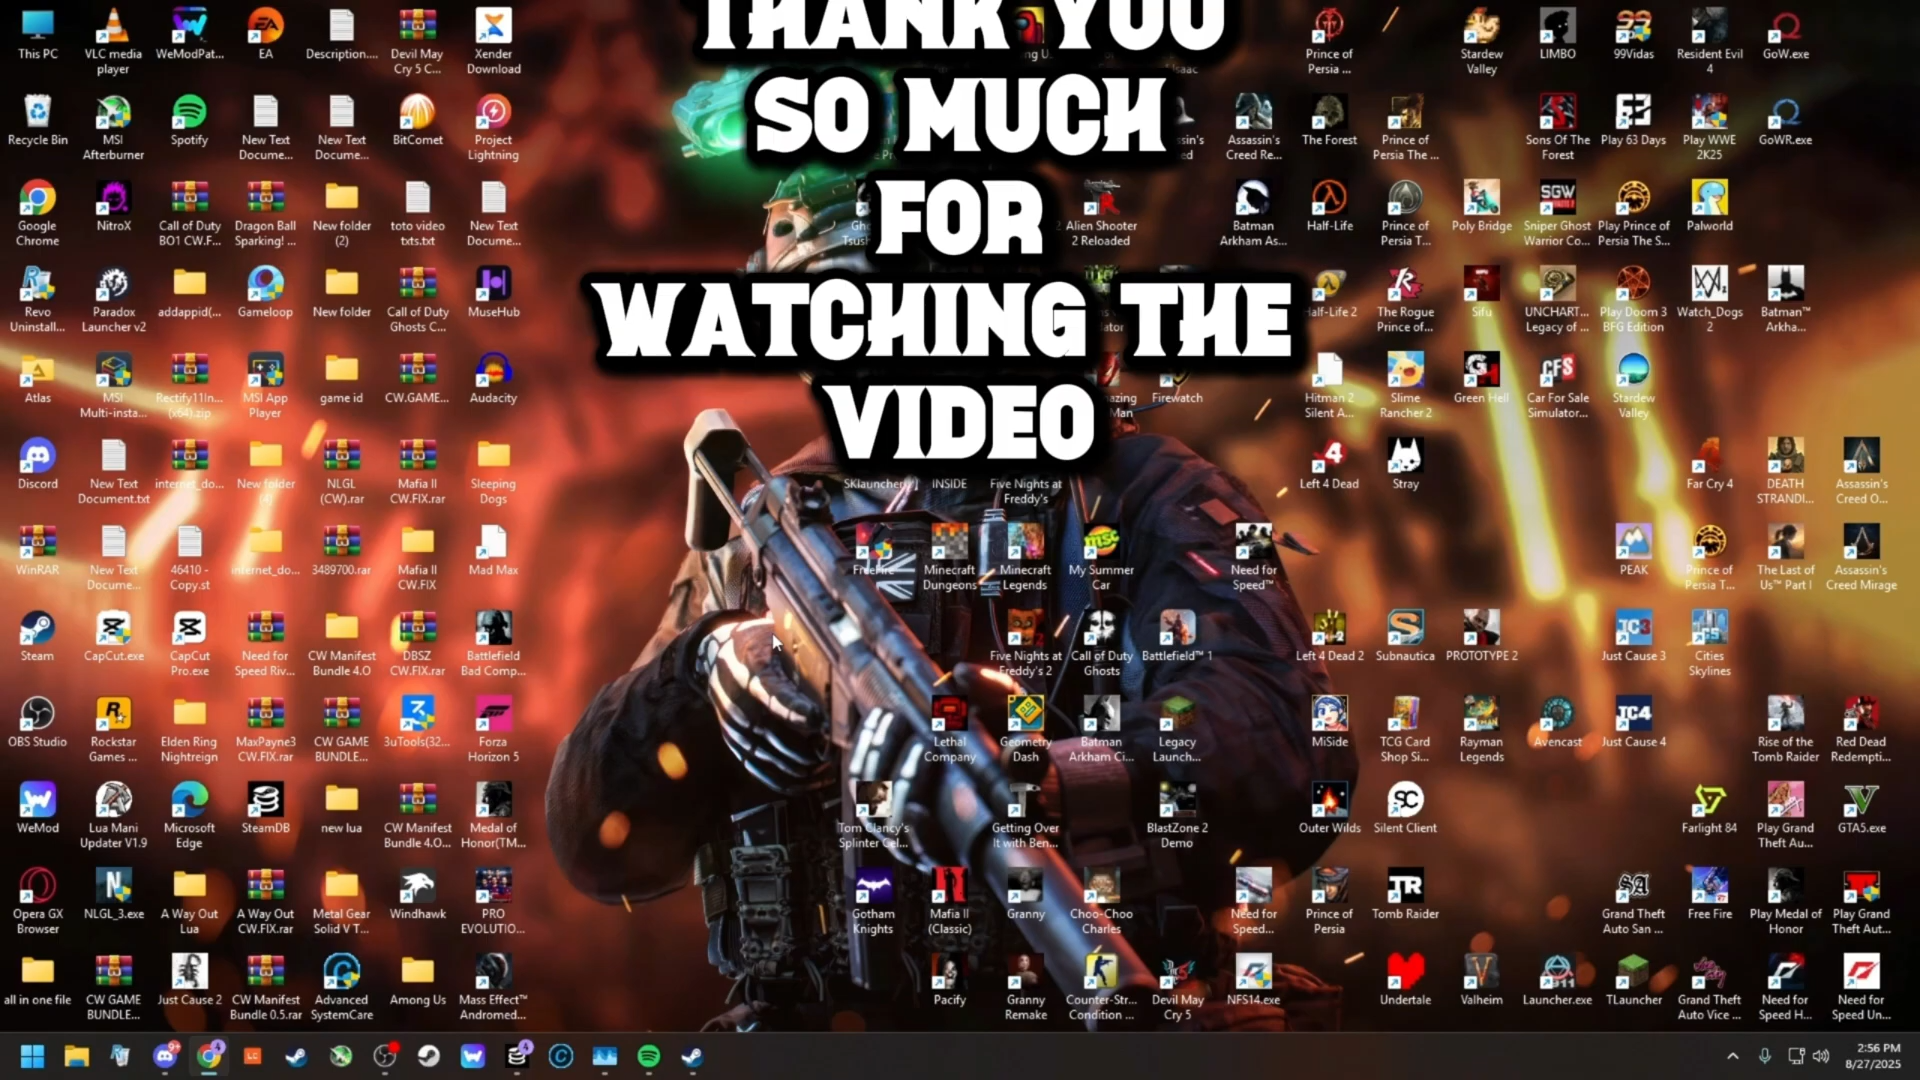 THANK YOU
SO MUCH
FOR
WATCHING THE
VIDEO
This PC
VLC media
player
WeModPat...
EA
Description....
Devil May
Cry 5 C...
Xender
Download
Prince of
Persia ...
Stardew
Valley
LIMBO
99Vidas
Resident Evil
4
GoW.exe
Recycle Bin
MSI
Afterburner
Spotify
New Text
Docume...
New Text
Docume...
BitComet
Project
Lightning
Assassin's
Creed Re...
The Forest
Prince of
Persia The ...
Sons Of The
Forest
Play 63 Days
Play WWE
2K25
GoWR.exe
Google
Chrome
NitroX
Call of Duty
BO1 CW.F...
Dragon Ball
Sparking! ...
New folder
(2)
toto video
txts.txt
New Text
Docume...
Alien Shooter
2 Reloaded
Batman
Arkham As...
Half-Life
Prince of
Persia T...
Poly Bridge
Sniper Ghost
Warrior Co...
Play Prince of
Persia The S...
Palworld
Revo
Uninstall...
Paradox
Launcher v2
addappid(...
Gameloop
New folder
Call of Duty
Ghosts C...
MuseHub
Half-Life 2
The Rogue
Prince of...
Sifu
UNCHART...
Legacy of ...
Play Doom 3
BFG Edition
Watch_Dogs
2
Batman™
Arkha...
Atlas
MSI
Multi-insta...
Rectify11In...
(x64).zip
MSI App
Player
game id
CW.GAME...
Audacity
Firewatch
Hitman 2
Silent A...
Slime
Rancher 2
Green Hell
Car For Sale
Simulator...
Stardew
Valley
Discord
New Text
Document.txt
internet_do...
New folder
(4)
NLGL
(CW).rar
Mafia II
CW.FIX.rar
Sleeping
Dogs
SKlauncher
INSIDE
Five Nights at
Freddy's
Left 4 Dead
Stray
Far Cry 4
DEATH
STRANDI...
Assassin's
Creed O...
WinRAR
New Text
Docume...
46410 -
Copy.st
internet_do...
3489700.rar
Mafia II
CW.FIX
Mad Max
FreeFire
Minecraft
Dungeons
Minecraft
Legends
My Summer
Car
Need for
Speed™
PEAK
Prince of
Persia T...
The Last of
Us™ Part I
Assassin's
Creed Mirage
Steam
CapCut.exe
CapCut
Pro.exe
Need for
Speed Riv...
CW Manifest
Bundle 4.O
DBSZ
CW.FIX.rar
Battlefield
Bad Comp...
Five Nights at
Freddy's 2
Call of Duty
Ghosts
Battlefield™ 1
Left 4 Dead 2
Subnautica
PROTOTYPE 2
Just Cause 3
Cities
Skylines
OBS Studio
Rockstar
Games ...
Elden Ring
Nightreign
MaxPayne3
CW.FIX.rar
CW GAME
BUNDLE...
3uTools(32...
Forza
Horizon 5
Lethal
Company
Geometry
Dash
Batman
Arkham Ci...
Legacy
Launch...
MiSide
TCG Card
Shop Si...
Rayman
Legends
Avencast
Just Cause 4
Rise of the
Tomb Raider
Red Dead
Redempti...
WeMod
Lua Mani
Updater V1.9
Microsoft
Edge
SteamDB
new lua
CW Manifest
Bundle 4.O...
Medal of
Honor(TM...
Tom Clancy's
Splinter Cel...
Getting Over
It with Ben...
BlastZone 2
Demo
Outer Wilds
Silent Client
Farlight 84
Play Grand
Theft Au...
GTA5.exe
Opera GX
Browser
NLGL_3.exe
A Way Out
Lua
A Way Out
CW.FIX.rar
Metal Gear
Solid V T...
Windhawk
PRO
EVOLUTIO...
Gotham
Knights
Mafia II
(Classic)
Granny
Choo-Choo
Charles
Need for
Speed...
Prince of
Persia
Tomb Raider
Grand Theft
Auto San ...
Free Fire
Play Medal of
Honor
Play Grand
Theft Aut...
all in one file
CW GAME
BUNDLE...
Just Cause 2
CW Manifest
Bundle 0.5.rar
Advanced
SystemCare
Among Us
Mass Effect™
Andromed...
Pacify
Granny
Remake
Counter-Str...
Condition ...
Devil May
Cry 5
NFS14.exe
Undertale
Valheim
Launcher.exe
TLauncher
Grand Theft
Auto Vice ...
Need for
Speed H...
Need for
Speed Un...
2:56 PM
8/27/2025